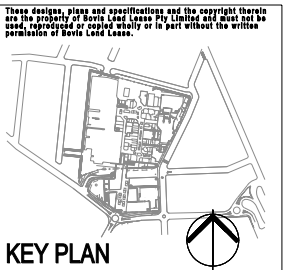 These designs, plans and specifications and the copyright therein
are the property of Bovis Lend Lease Pty Limited and must not be
used, reproduced or copied wholly or in part without the written
permission of Bovis Lend Lease.
KEY PLAN